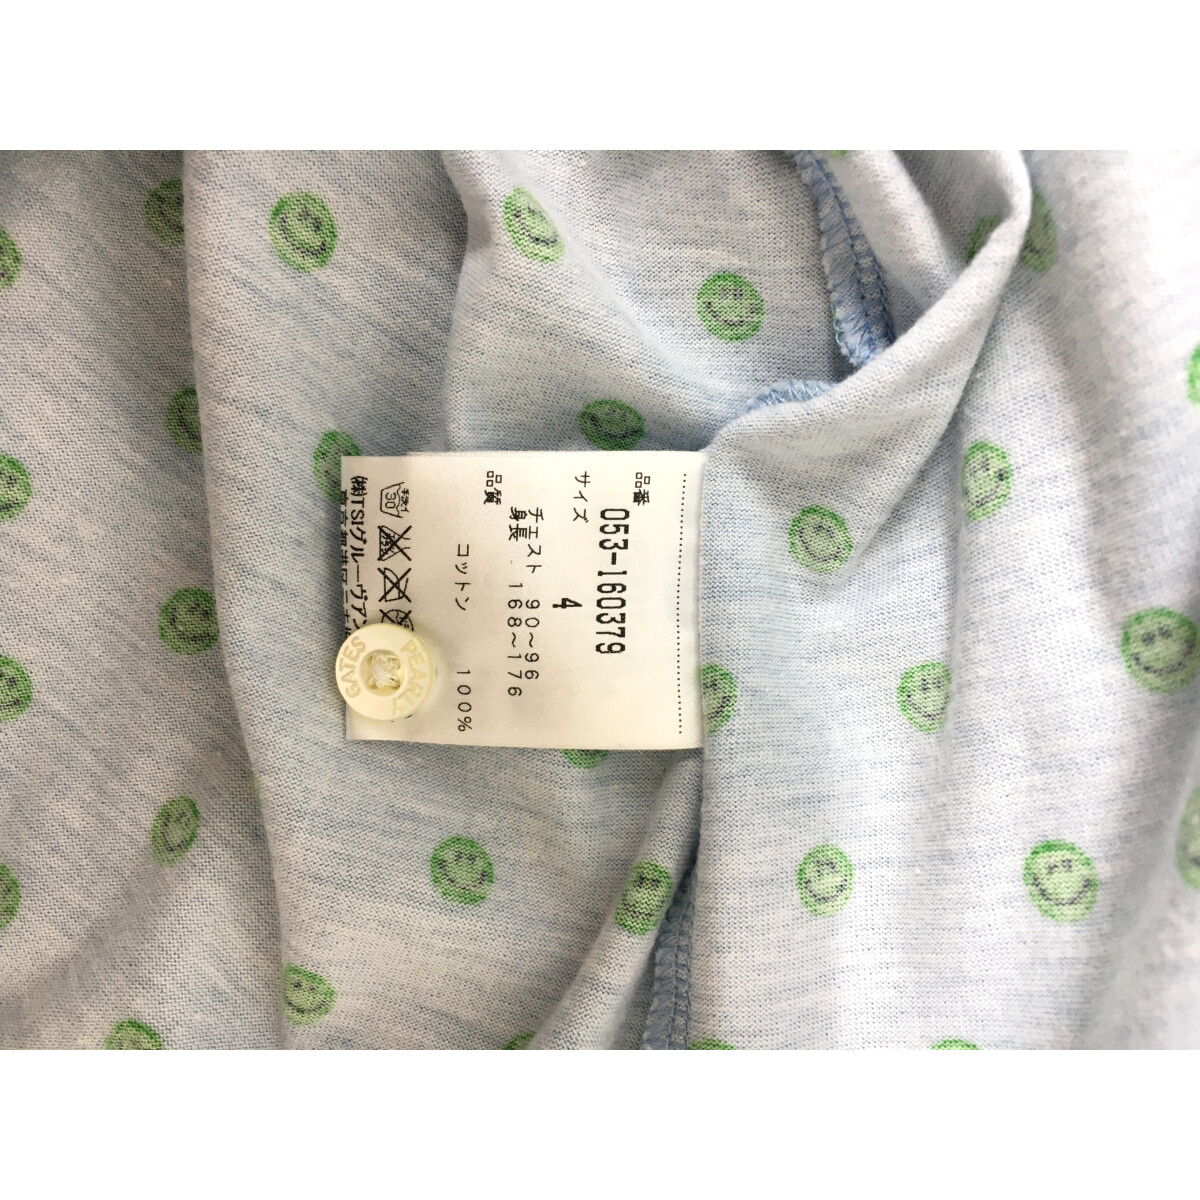 品番
053-160379
サイズ
4
チェスト 90～96
身長 168～176
品質
コットン 100%
30
㈱TSIグルーヴアン
PEARLY
GATES